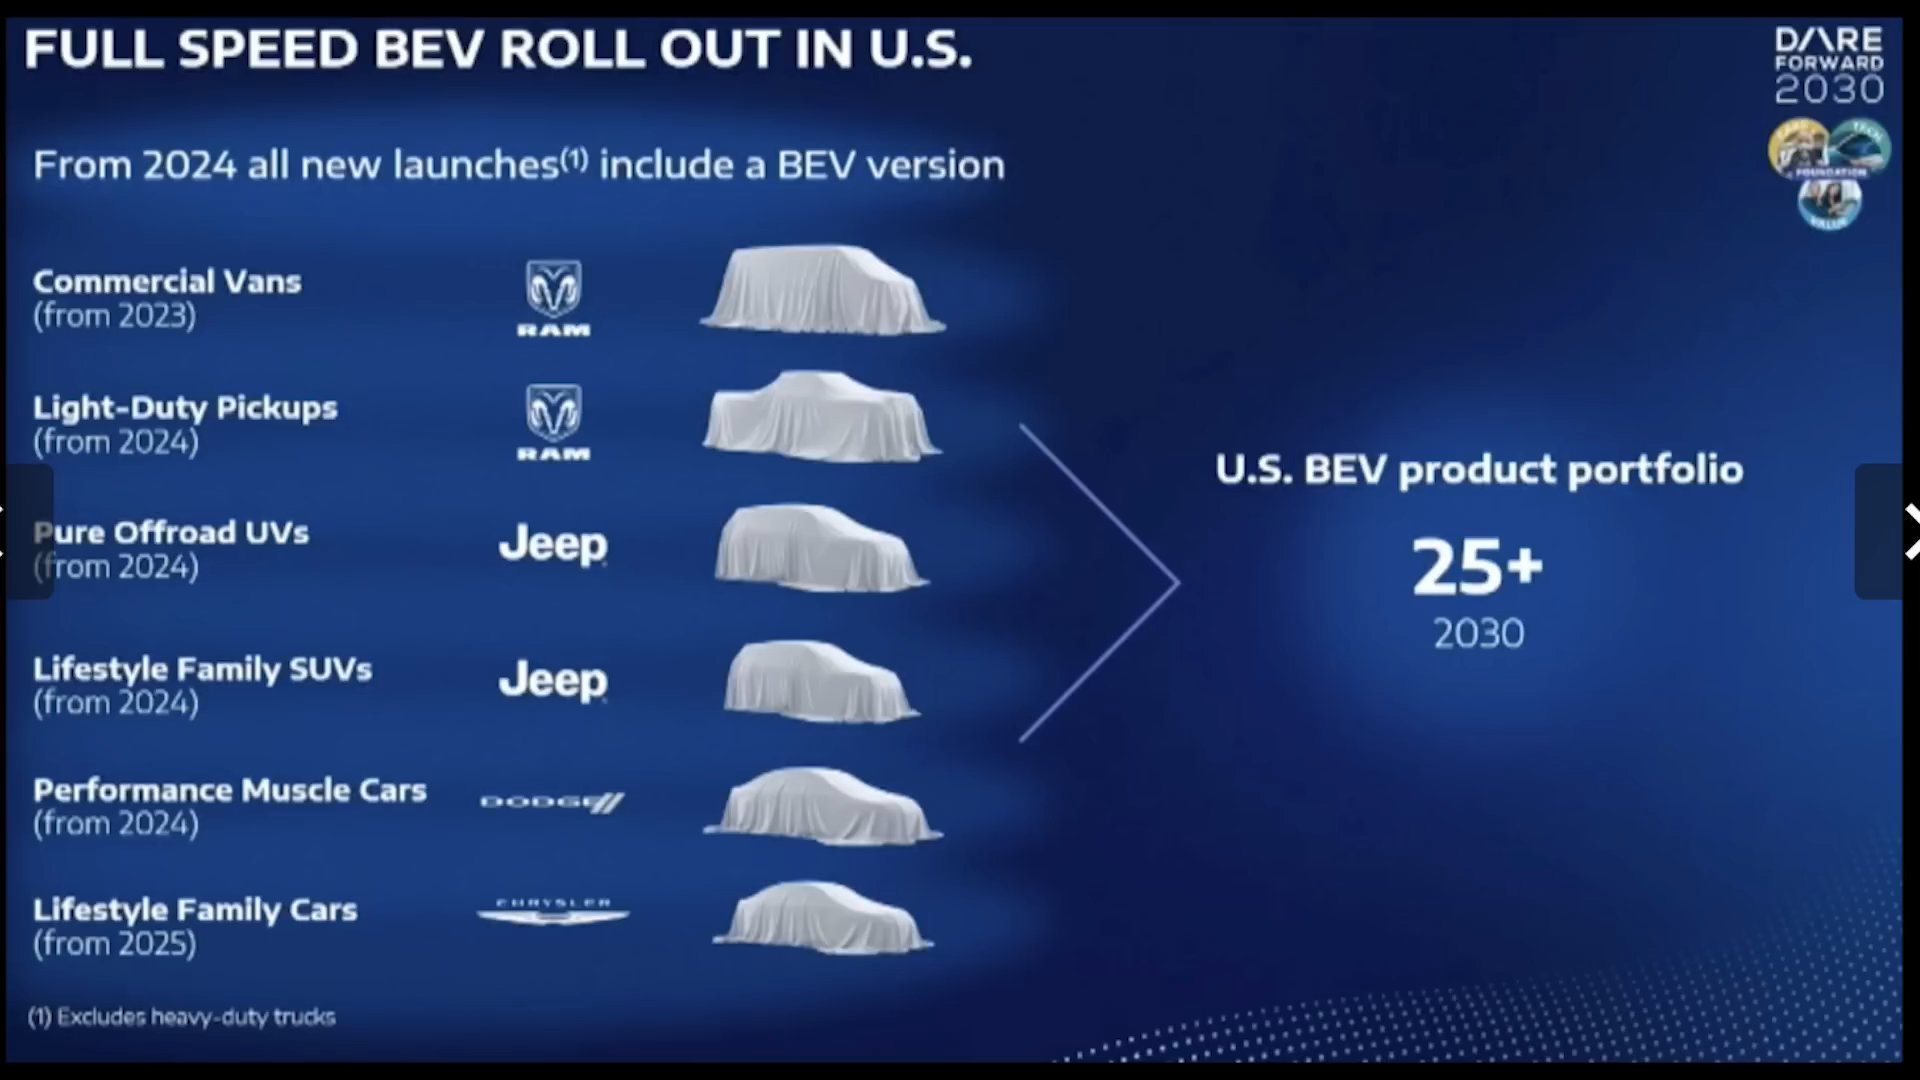 FULL SPEED BEV ROLL OUT IN U.S.
DARE
FORWARD
2030
TECH
FOUNDATION
VALUE
From 2024 all new launches(1) include a BEV version
Commercial Vans
(from 2023)
RAM
Light-Duty Pickups
(from 2024)
RAM
Pure Offroad UVs
(from 2024)
Jeep
Lifestyle Family SUVs
(from 2024)
Jeep
Performance Muscle Cars
(from 2024)
DODGE
Lifestyle Family Cars
(from 2025)
CHRYSLER
U.S. BEV product portfolio
25+
2030
(1) Excludes heavy-duty trucks